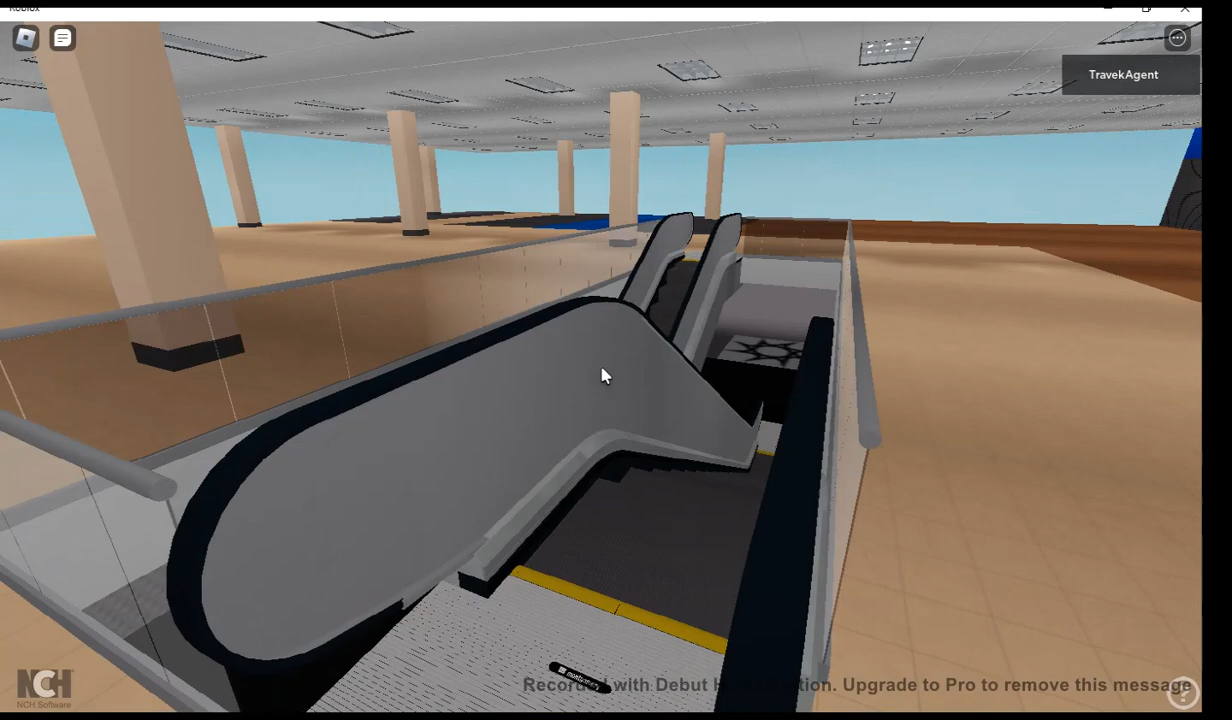 Roblox
TravekAgent
Recorded with Debut Home Edition. Upgrade to Pro to remove this message
NCH
NCH Software
?